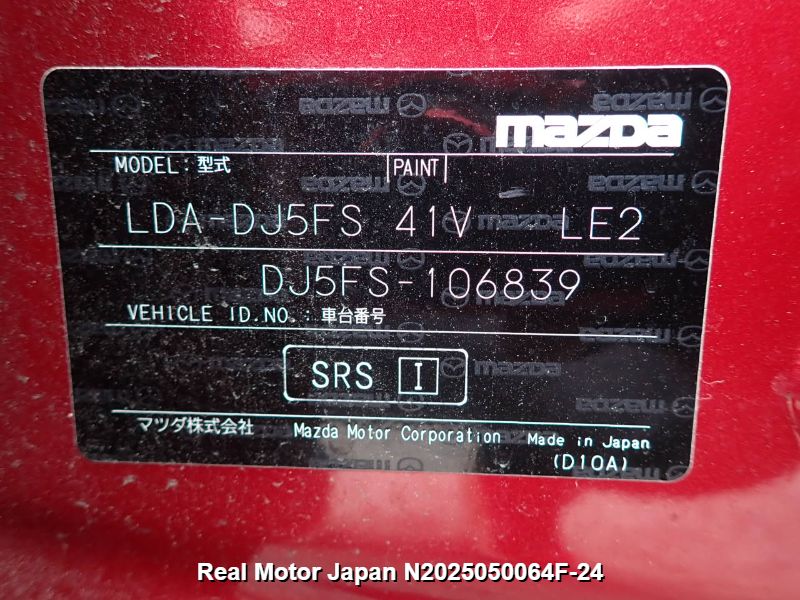 mazda
MODEL: 型式 PAINT
LDA-DJ5FS 41V LE2
DJ5FS-106839
VEHICLE ID.NO.: 車台番号
SRS I
マツダ株式会社 Mazda Motor Corporation Made in Japan
(D10A)
Real Motor Japan N2025050064F-24